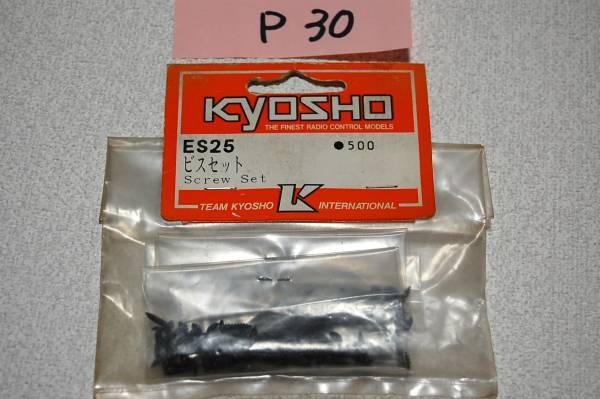 P 30
KYOSHO
THE FINEST RADIO CONTROL MODELS
ES25 ●500
ビスセット
Screw Set
TEAM KYOSHO K INTERNATIONAL